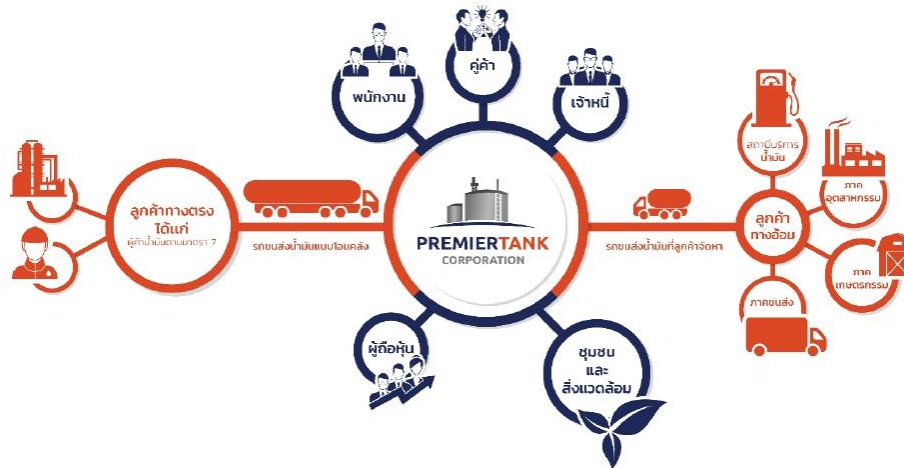 คู่ค้า
พนักงาน
เจ้าหนี้
สถานีบริการ
น้ำมัน
ภาค
อุตสาหกรรม
ลูกค้าทางตรง
ได้แก่
ผู้ค้าน้ำมันตามมาตรา 7
รถขนส่งน้ำมันแบบโอนคลัง
PREMIERTANK
CORPORATION
รถขนส่งน้ำมันที่ลูกค้าจัดหา
ลูกค้า
ทางอ้อม
ภาค
เกษตรกรรม
ภาคขนส่ง
ผู้ถือหุ้น
ชุมชน
และ
สิ่งแวดล้อม